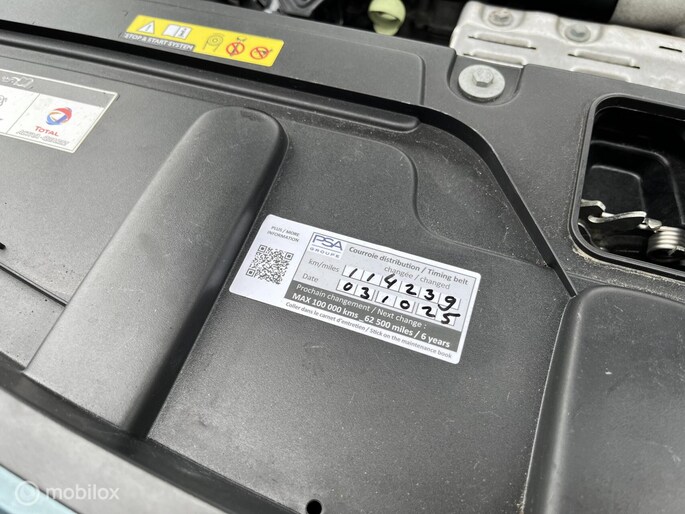 STOP & START SYSTEM
TOTAL
PLUS / MORE
INFORMATION
PSA
GROUPE
Courroie distribution / Timing belt
changée / changed
km/miles 114239
Date 031025
Prochain changement / Next change :
MAX 100 000 kms_ 62 500 miles / 6 years
Coller dans le carnet d'entretien / Stick on the maintenance book
mobilox